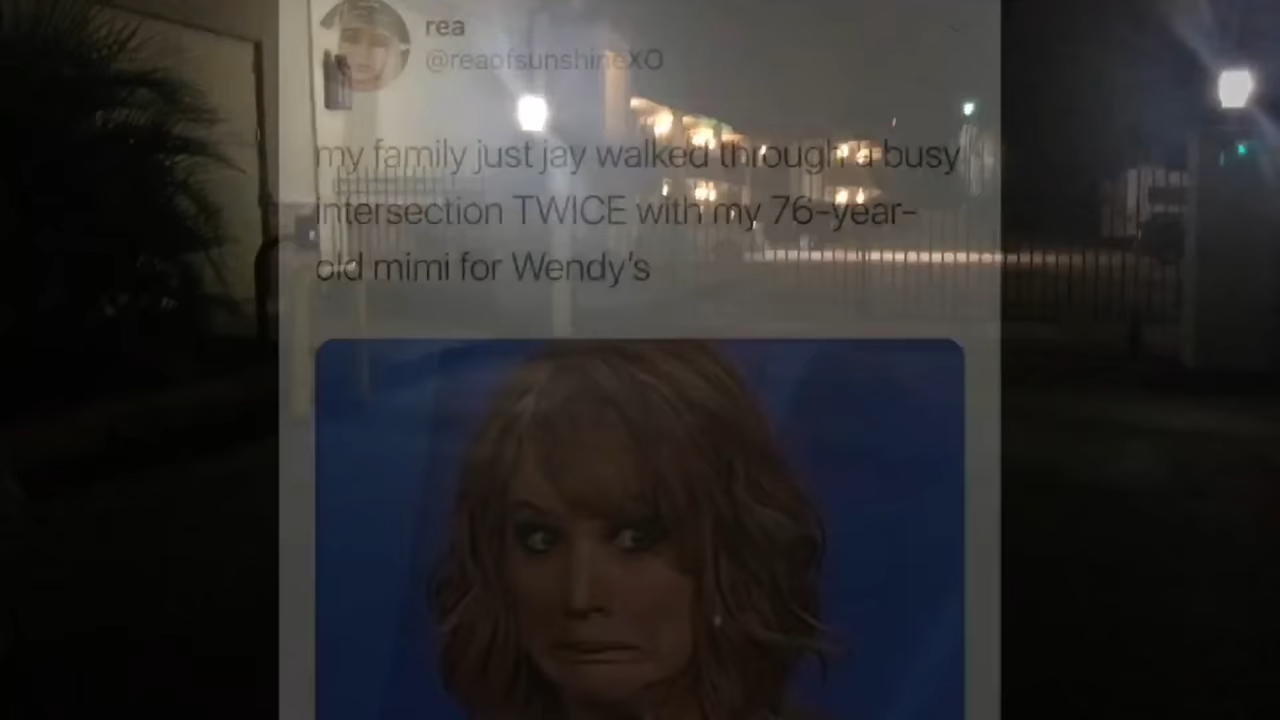 rea
@reaofsunshineXO
my family just jay walked through a busy
intersection TWICE with my 76-year-
old mimi for Wendy's